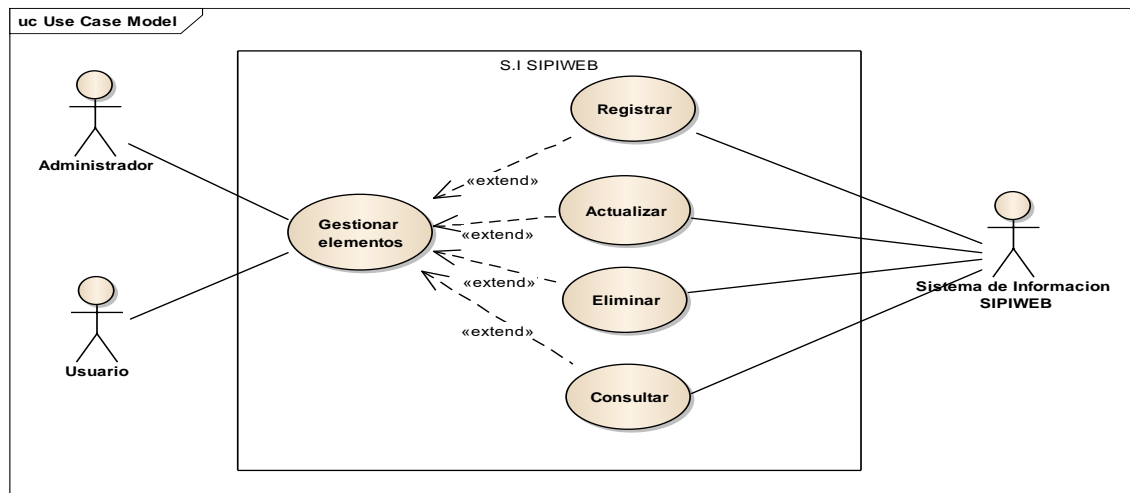 uc Use Case Model
S.I SIPIWEB
Administrador
Usuario
Gestionar
elementos
«extend»
«extend»
«extend»
«extend»
Registrar
Actualizar
Eliminar
Consultar
Sistema de Informacion
SIPIWEB